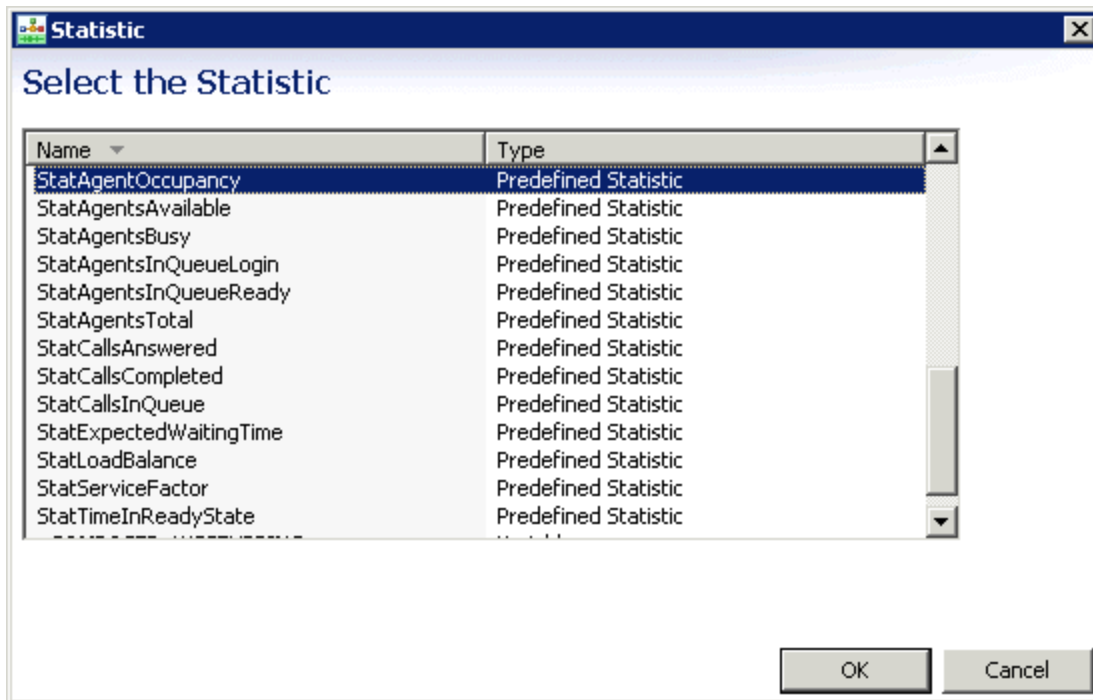 Statistic
Select the Statistic
Name Type
StatAgentOccupancy Predefined Statistic
StatAgentsAvailable Predefined Statistic
StatAgentsBusy Predefined Statistic
StatAgentsInQueueLogin Predefined Statistic
StatAgentsInQueueReady Predefined Statistic
StatAgentsTotal Predefined Statistic
StatCallsAnswered Predefined Statistic
StatCallsCompleted Predefined Statistic
StatCallsInQueue Predefined Statistic
StatExpectedWaitingTime Predefined Statistic
StatLoadBalance Predefined Statistic
StatServiceFactor Predefined Statistic
StatTimeInReadyState Predefined Statistic
OK Cancel